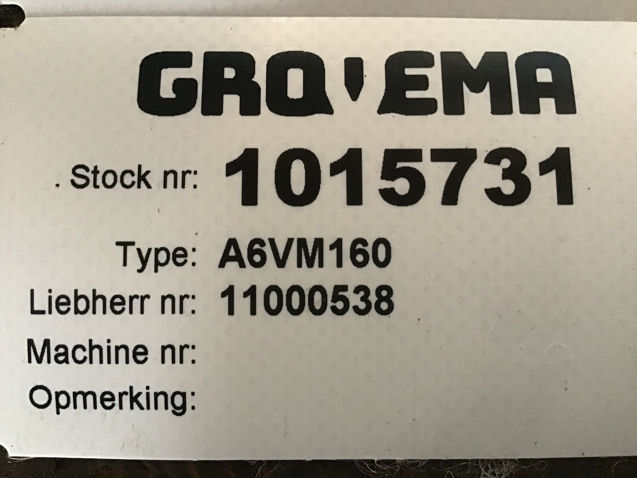 GROVEMA
Stock nr: 1015731
Type: A6VM160
Liebherr nr: 11000538
Machine nr:
Opmerking: